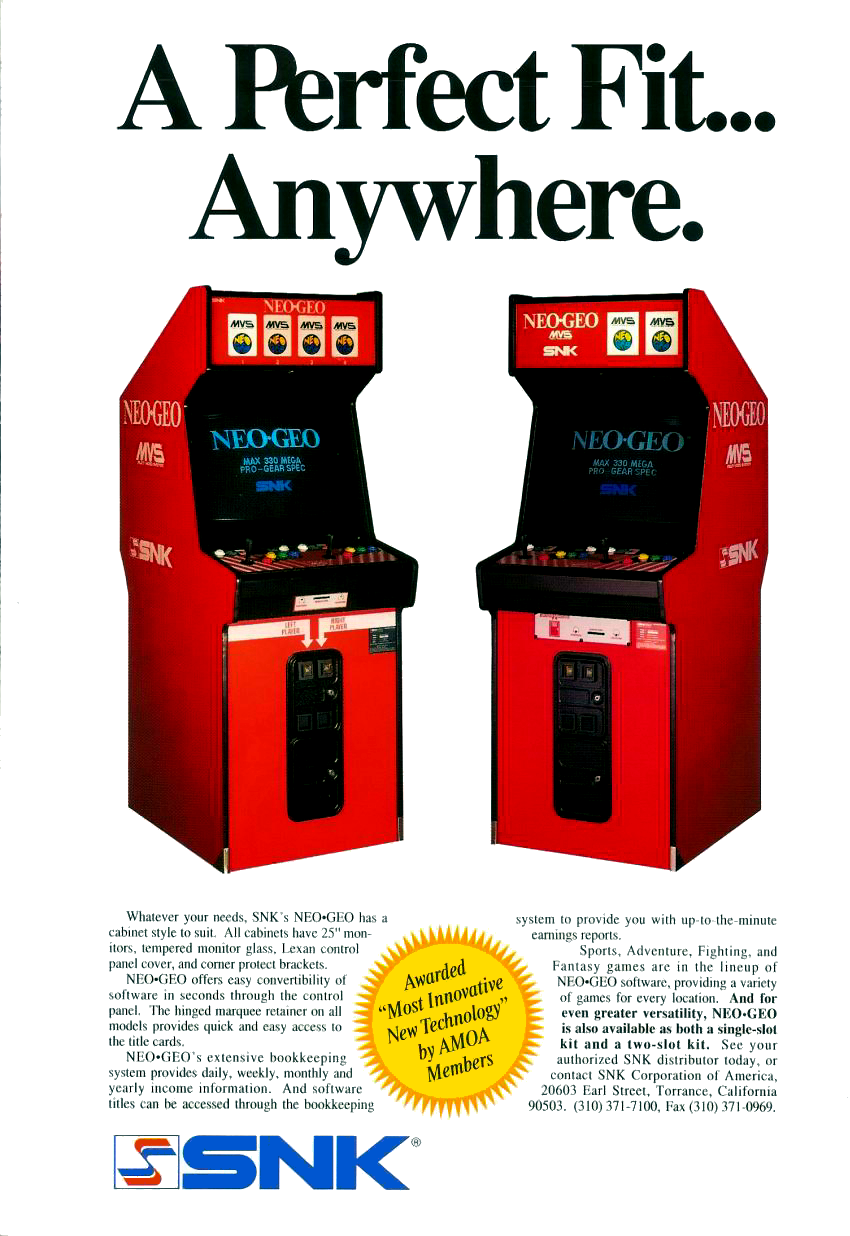 A Perfect Fit...
Anywhere.
SNK
NEO•GEO
MVS MVS MVS MVS
NEO NEO NEO NEO
1 2 3 4
NEO•GEO
MVS
SNK
NEO•GEO
MAX 330 MEGA
PRO-GEAR SPEC
SNK
LEFT PLAYER
RIGHT PLAYER
NEO•GEO
MVS
SNK
MVS MVS
NEO NEO
NEO•GEO
MVS
SNK
NEO•GEO
MAX 330 MEGA
PRO-GEAR SPEC
SNK
Whatever your needs, SNK's NEO•GEO has a
cabinet style to suit. All cabinets have 25" mon-
itors, tempered monitor glass, Lexan control
panel cover, and corner protect brackets.
NEO•GEO offers easy convertibility of
software in seconds through the control
panel. The hinged marquee retainer on all
models provides quick and easy access to
the title cards.
NEO•GEO's extensive bookkeeping
system provides daily, weekly, monthly and
yearly income information. And software
titles can be accessed through the bookkeeping
Awarded
"Most Innovative
New Technology"
by AMOA
Members
system to provide you with up-to-the-minute
earnings reports.
Sports, Adventure, Fighting, and
Fantasy games are in the lineup of
NEO•GEO software, providing a variety
of games for every location. And for
even greater versatility, NEO•GEO
is also available as both a single-slot
kit and a two-slot kit. See your
authorized SNK distributor today, or
contact SNK Corporation of America,
20603 Earl Street, Torrance, California
90503. (310) 371-7100, Fax (310) 371-0969.
SNK®